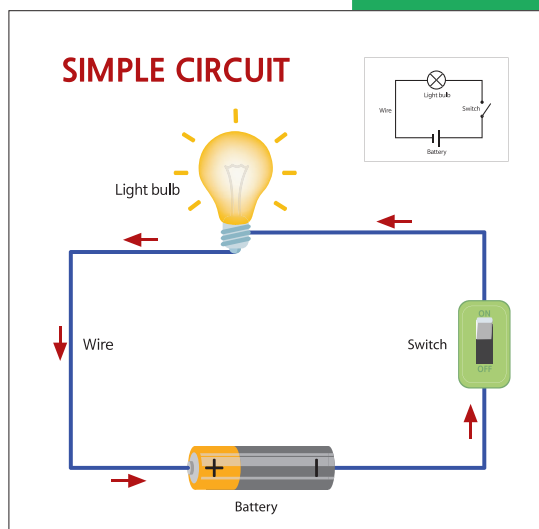 SIMPLE CIRCUIT
Light bulb
Wire
Switch
Battery
Light bulb
Wire
ON
OFF
Switch
+ −
Battery